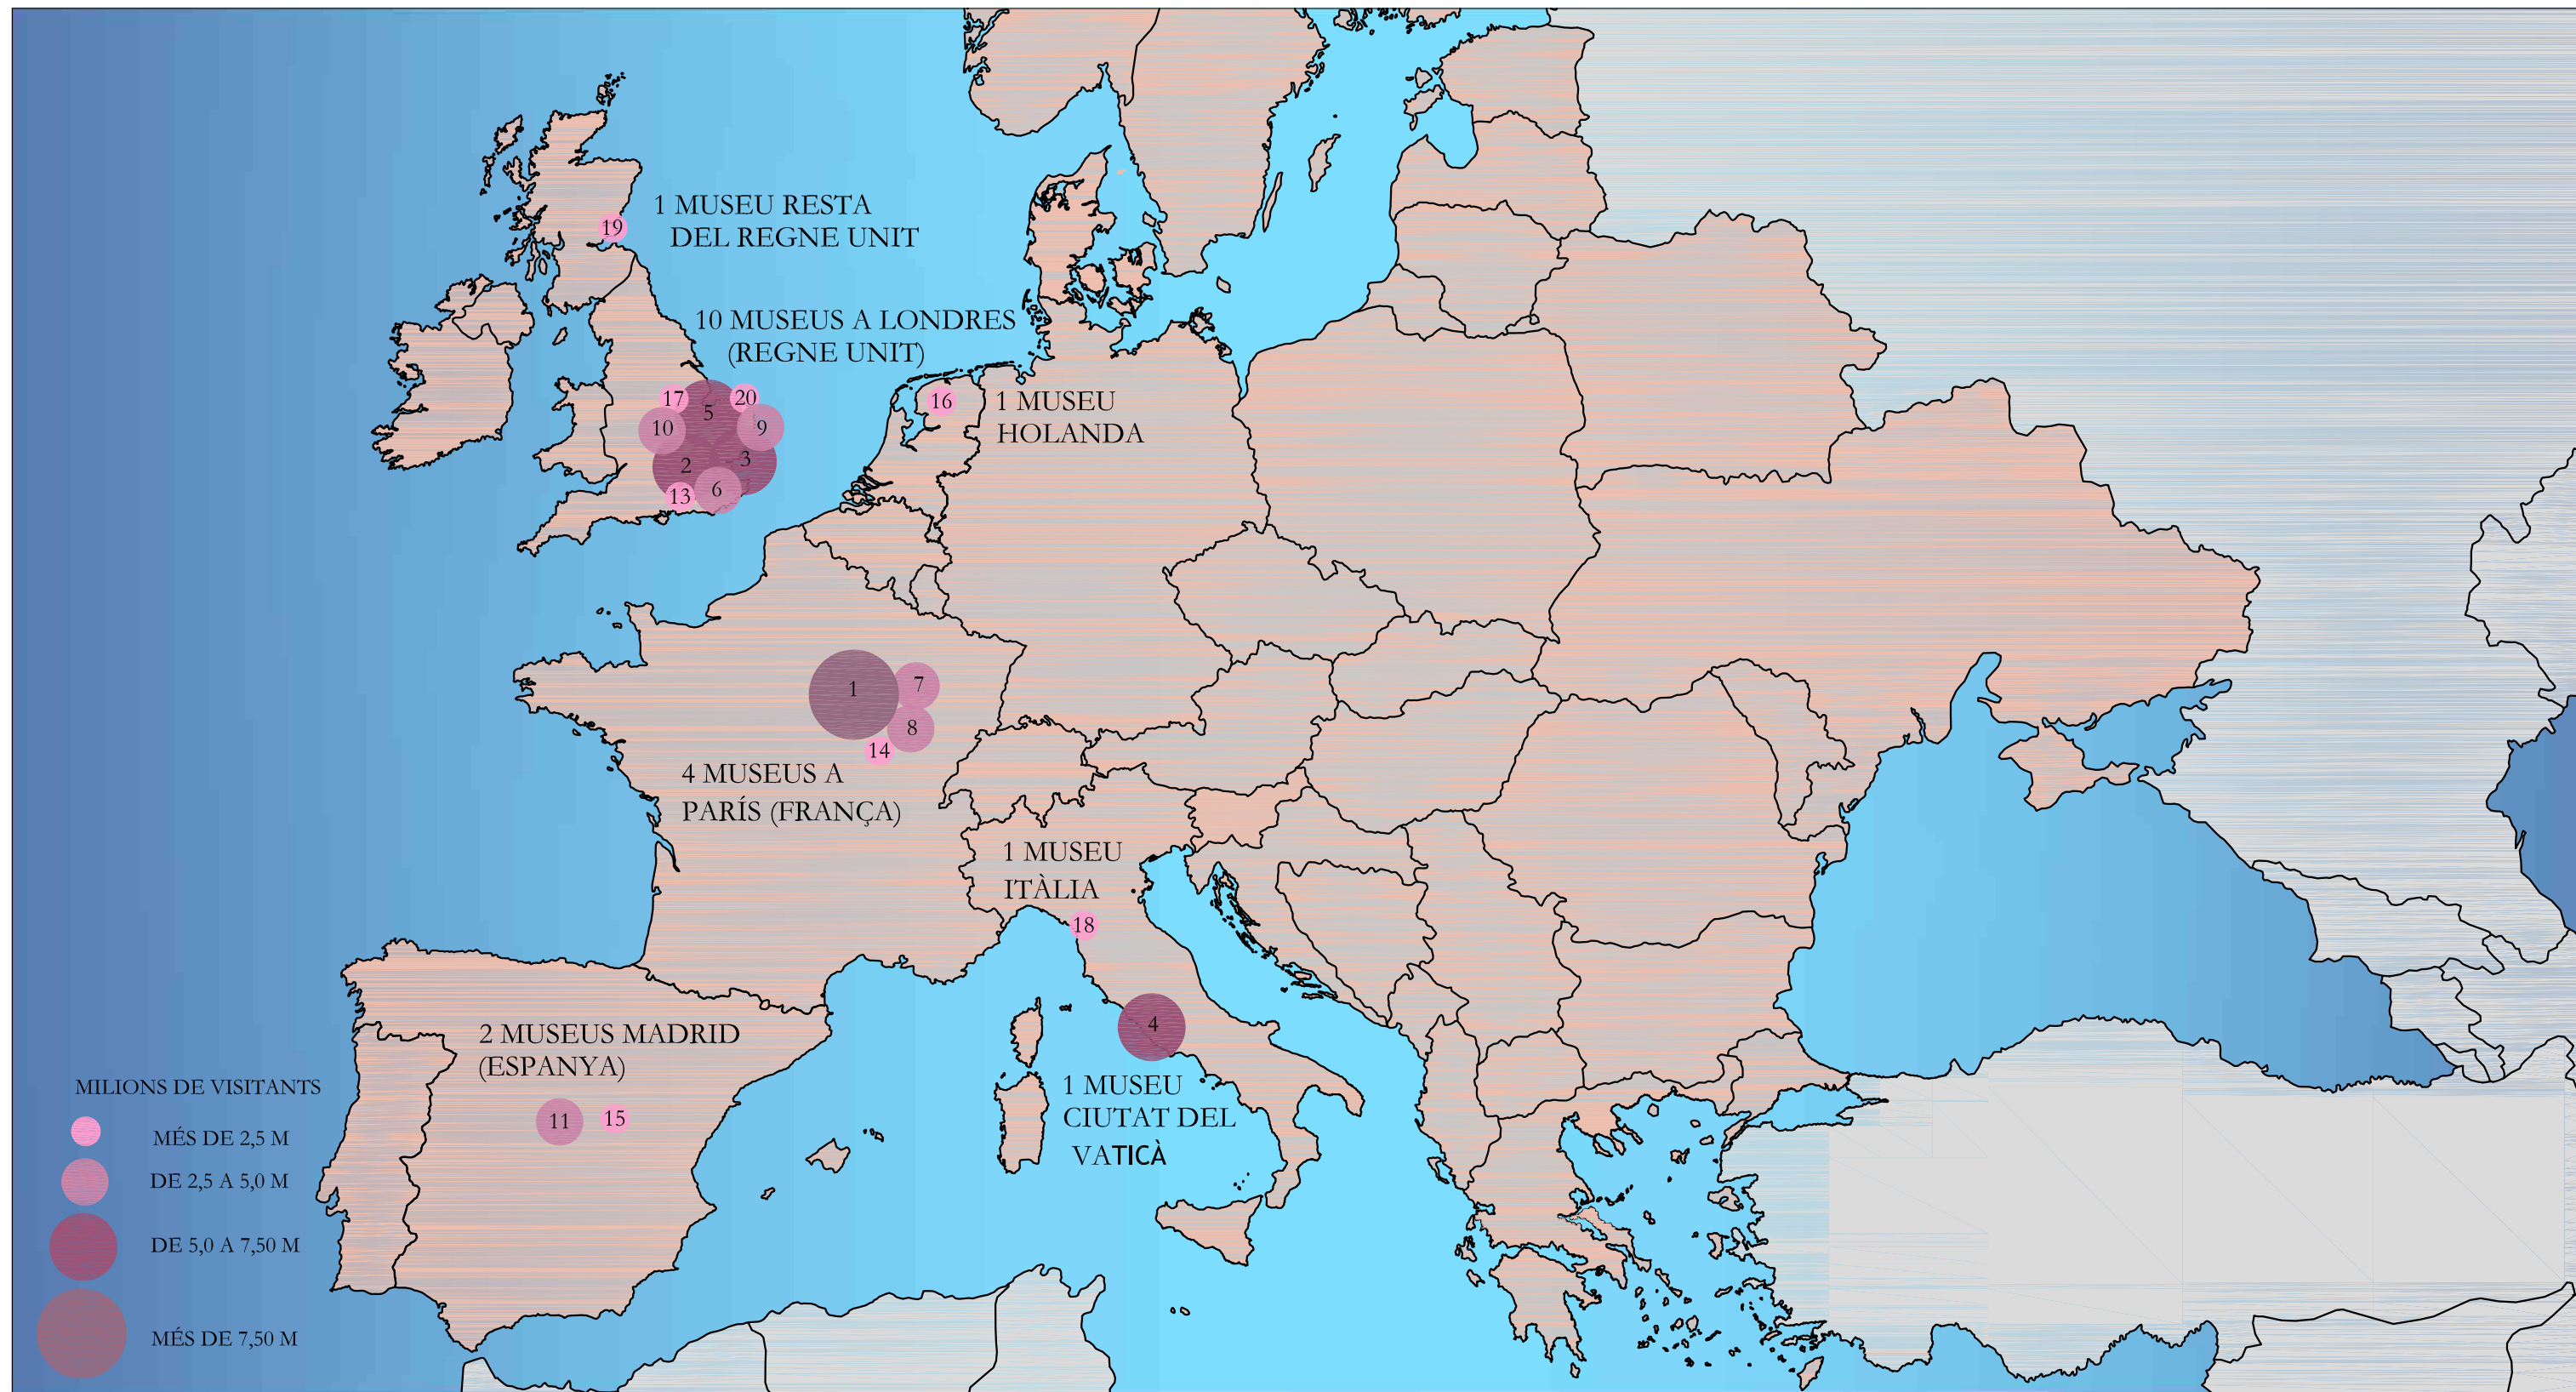 1 MUSEU RESTA
DEL REGNE UNIT
19
10 MUSEUS A LONDRES
(REGNE UNIT)
17
5
20
10
9
2
3
13
6
16
1 MUSEU
HOLANDA
1
7
8
14
4 MUSEUS A
PARÍS (FRANÇA)
1 MUSEU
ITÀLIA
18
4
1 MUSEU
CIUTAT DEL
VATICÀ
2 MUSEUS MADRID
(ESPANYA)
11
15
MILIONS DE VISITANTS
MÉS DE 2,5 M
DE 2,5 A 5,0 M
DE 5,0 A 7,50 M
MÉS DE 7,50 M